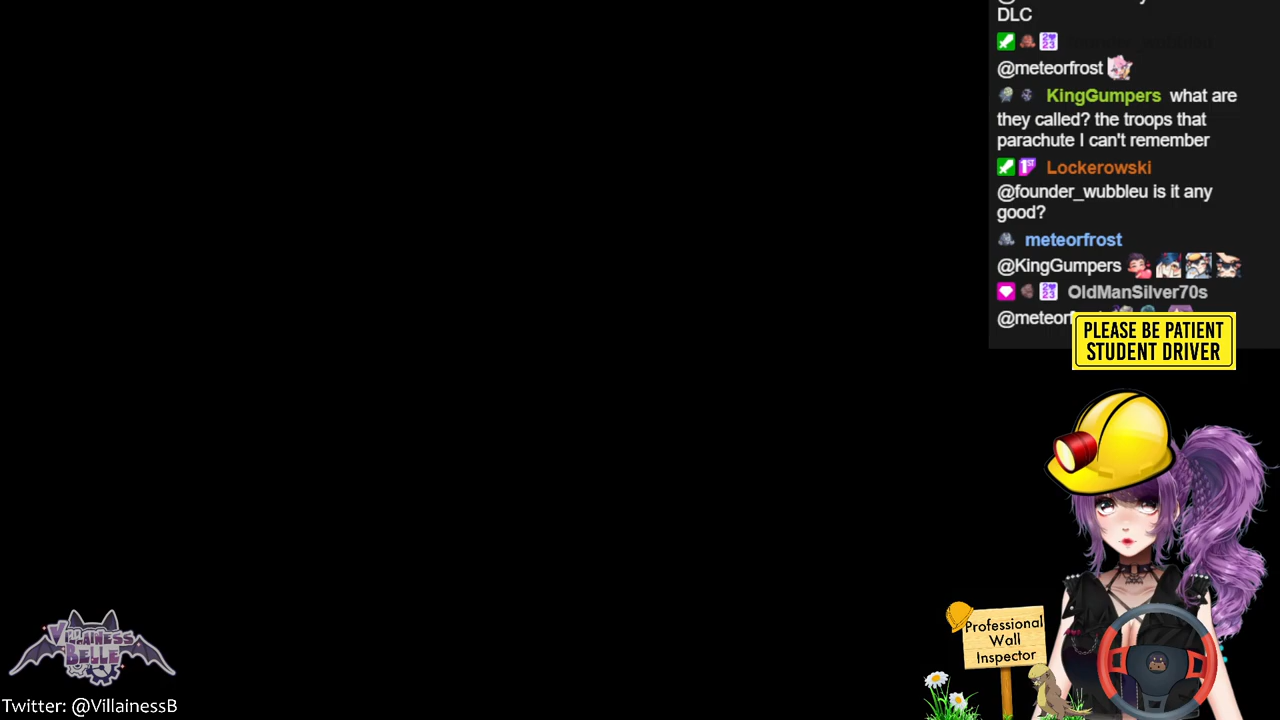 DLC
@meteorfrost
KingGumpers what are
they called? the troops that
parachute I can't remember
Lockerowski
@founder_wubbleu is it any
good?
meteorfrost
@KingGumpers
OldManSilver70s
PLEASE BE PATIENT
STUDENT DRIVER
Professional
Wall
Inspector
VILLAINESS
BELLE
Twitter: @VillainessB